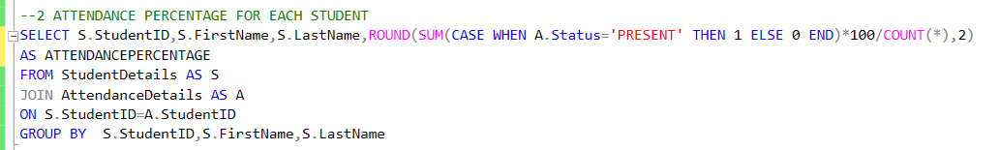 --2 ATTENDANCE PERCENTAGE FOR EACH STUDENT
SELECT S.StudentID,S.FirstName,S.LastName,ROUND(SUM(CASE WHEN A.Status='PRESENT' THEN 1 ELSE 0 END)*100/COUNT(*),2)
AS ATTENDANCEPERCENTAGE
FROM StudentDetails AS S
JOIN AttendanceDetails AS A
ON S.StudentID=A.StudentID
GROUP BY  S.StudentID,S.FirstName,S.LastName